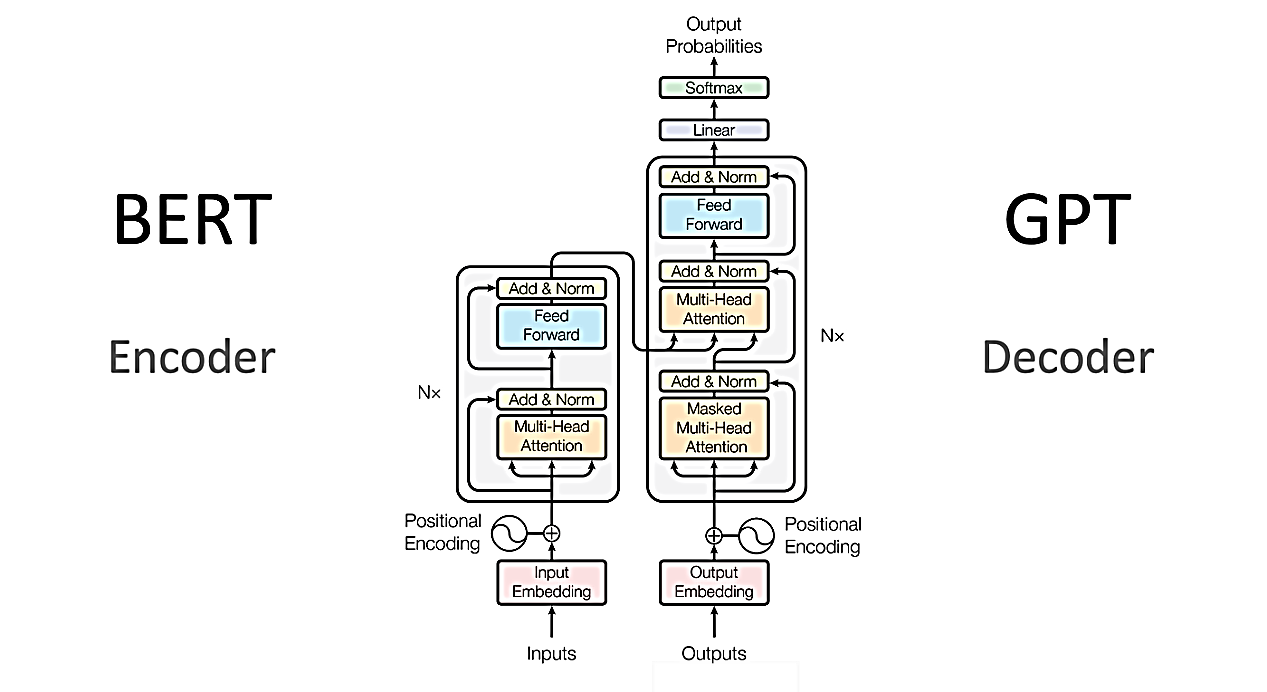 BERT
Encoder
Output
Probabilities
Softmax
Linear
Add & Norm
Feed
Forward
Add & Norm
Multi-Head
Attention
Add & Norm
Masked
Multi-Head
Attention
Nx
Positional
Encoding
Output
Embedding
Outputs
Add & Norm
Feed
Forward
Add & Norm
Multi-Head
Attention
Nx
Positional
Encoding
Input
Embedding
Inputs
GPT
Decoder